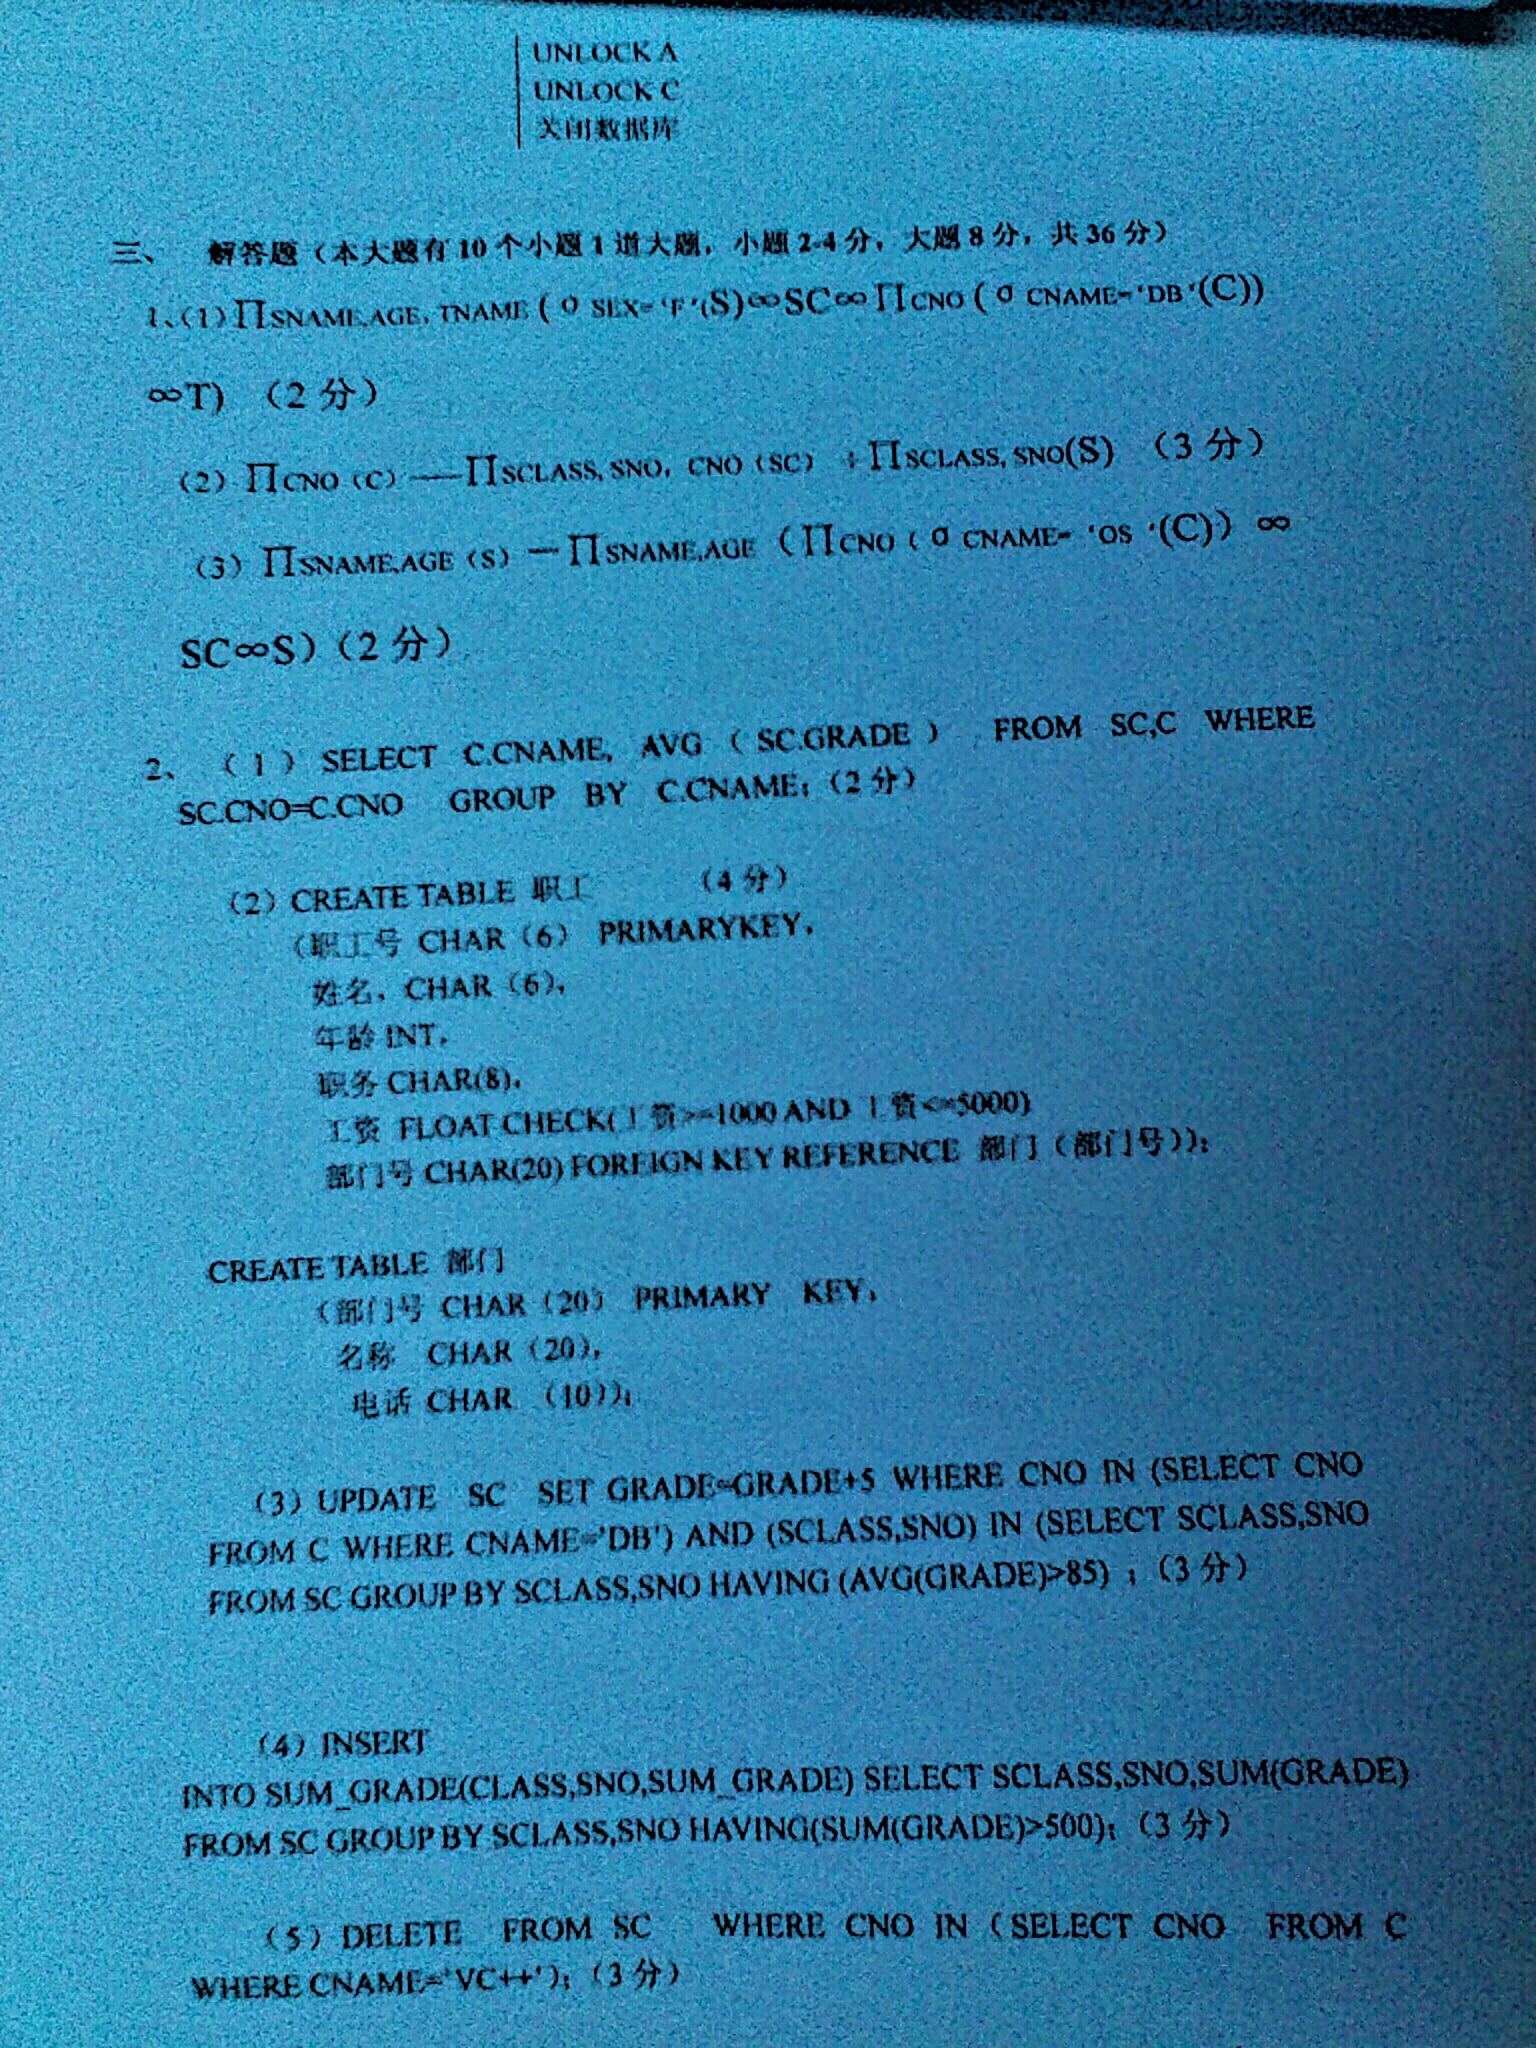 UNLOCK A
UNLOCK C
关闭数据库
三、 解答题（本大题有 10 个小题 1 道大题，小题 2-4 分，大题 8 分，共 36 分）
1、（1）∏SNAME,AGE，TNAME（σ SEX= ‘F’(S)∞SC∞∏CNO（σ CNAME= ‘DB’(C))
∞T) （2 分）
（2）∏CNO（C）—∏SCLASS, SNO，CNO（SC） ÷∏SCLASS, SNO(S) （3 分）
（3）∏SNAME,AGE（S）－∏SNAME,AGE（∏CNO（σ CNAME= ‘OS ‘(C)）∞
SC∞S)（2 分）
2、（1）SELECT C.CNAME, AVG（SC.GRADE） FROM SC,C WHERE
SC.CNO=C.CNO GROUP BY C.CNAME;（2 分）
（2）CREATE TABLE 职工 （4 分）
（职工号 CHAR（6） PRIMARYKEY，
姓名，CHAR（6），
年龄 INT，
职务 CHAR(8)，
工资 FLOAT CHECK(工资>=1000 AND 工资<=5000)
部门号 CHAR(20) FOREIGN KEY REFERENCE 部门（部门号））；
CREATE TABLE 部门
（部门号 CHAR（20） PRIMARY KEY，
名称 CHAR（20），
电话 CHAR （10））；
（3）UPDATE SC SET GRADE=GRADE+5 WHERE CNO IN (SELECT CNO
FROM C WHERE CNAME='DB') AND (SCLASS,SNO) IN (SELECT SCLASS,SNO
FROM SC GROUP BY SCLASS,SNO HAVING (AVG(GRADE)>85) ；（3 分）
（4）INSERT
INTO SUM_GRADE(CLASS,SNO,SUM_GRADE) SELECT SCLASS,SNO,SUM(GRADE)
FROM SC GROUP BY SCLASS,SNO HAVING(SUM(GRADE)>500);（3 分）
（5）DELETE FROM SC WHERE CNO IN（SELECT CNO FROM C
WHERE CNAME='VC++');（3 分）